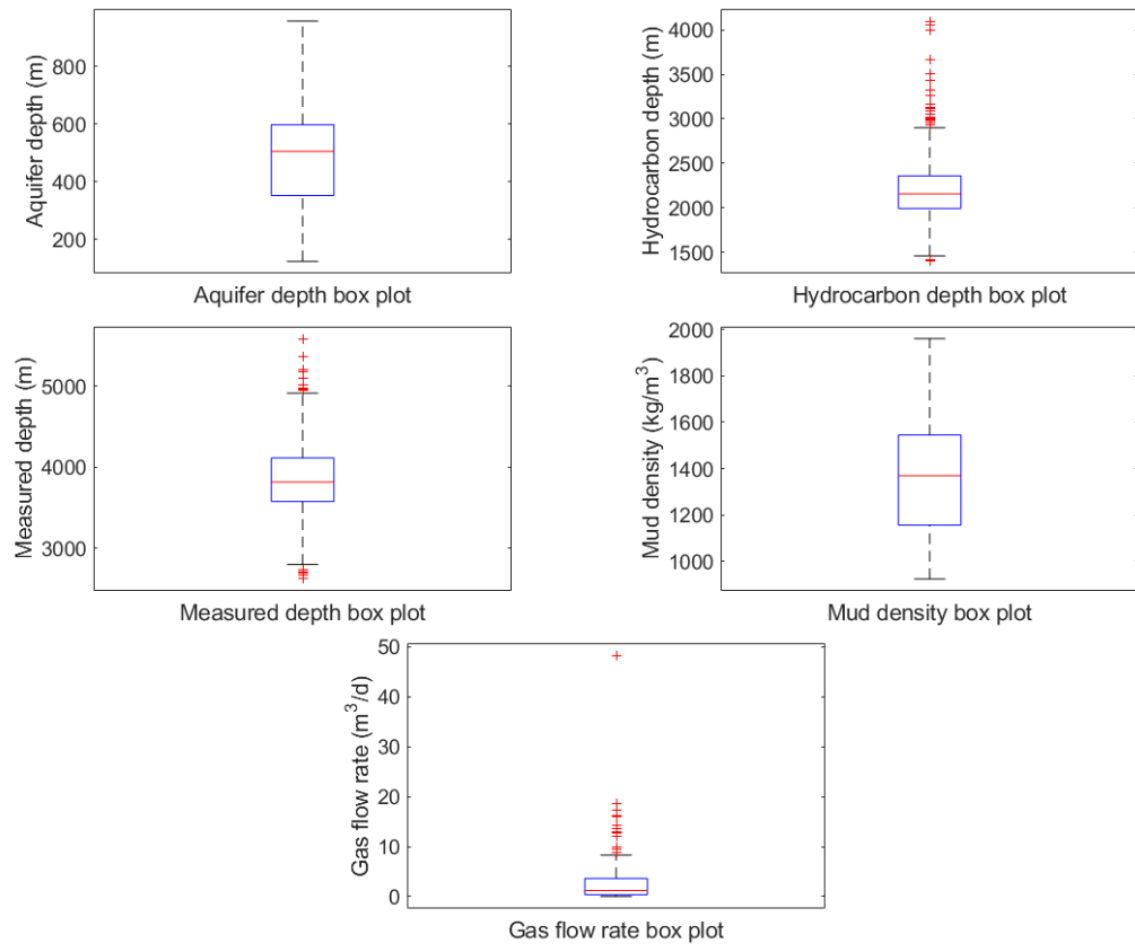 Aquifer depth (m)
800
600
400
200
Aquifer depth box plot
Hydrocarbon depth (m)
4000
3500
3000
2500
2000
1500
Hydrocarbon depth box plot
Measured depth (m)
5000
4000
3000
Measured depth box plot
Mud density (kg/m³)
2000
1800
1600
1400
1200
1000
Mud density box plot
Gas flow rate (m³/d)
50
40
30
20
10
0
Gas flow rate box plot